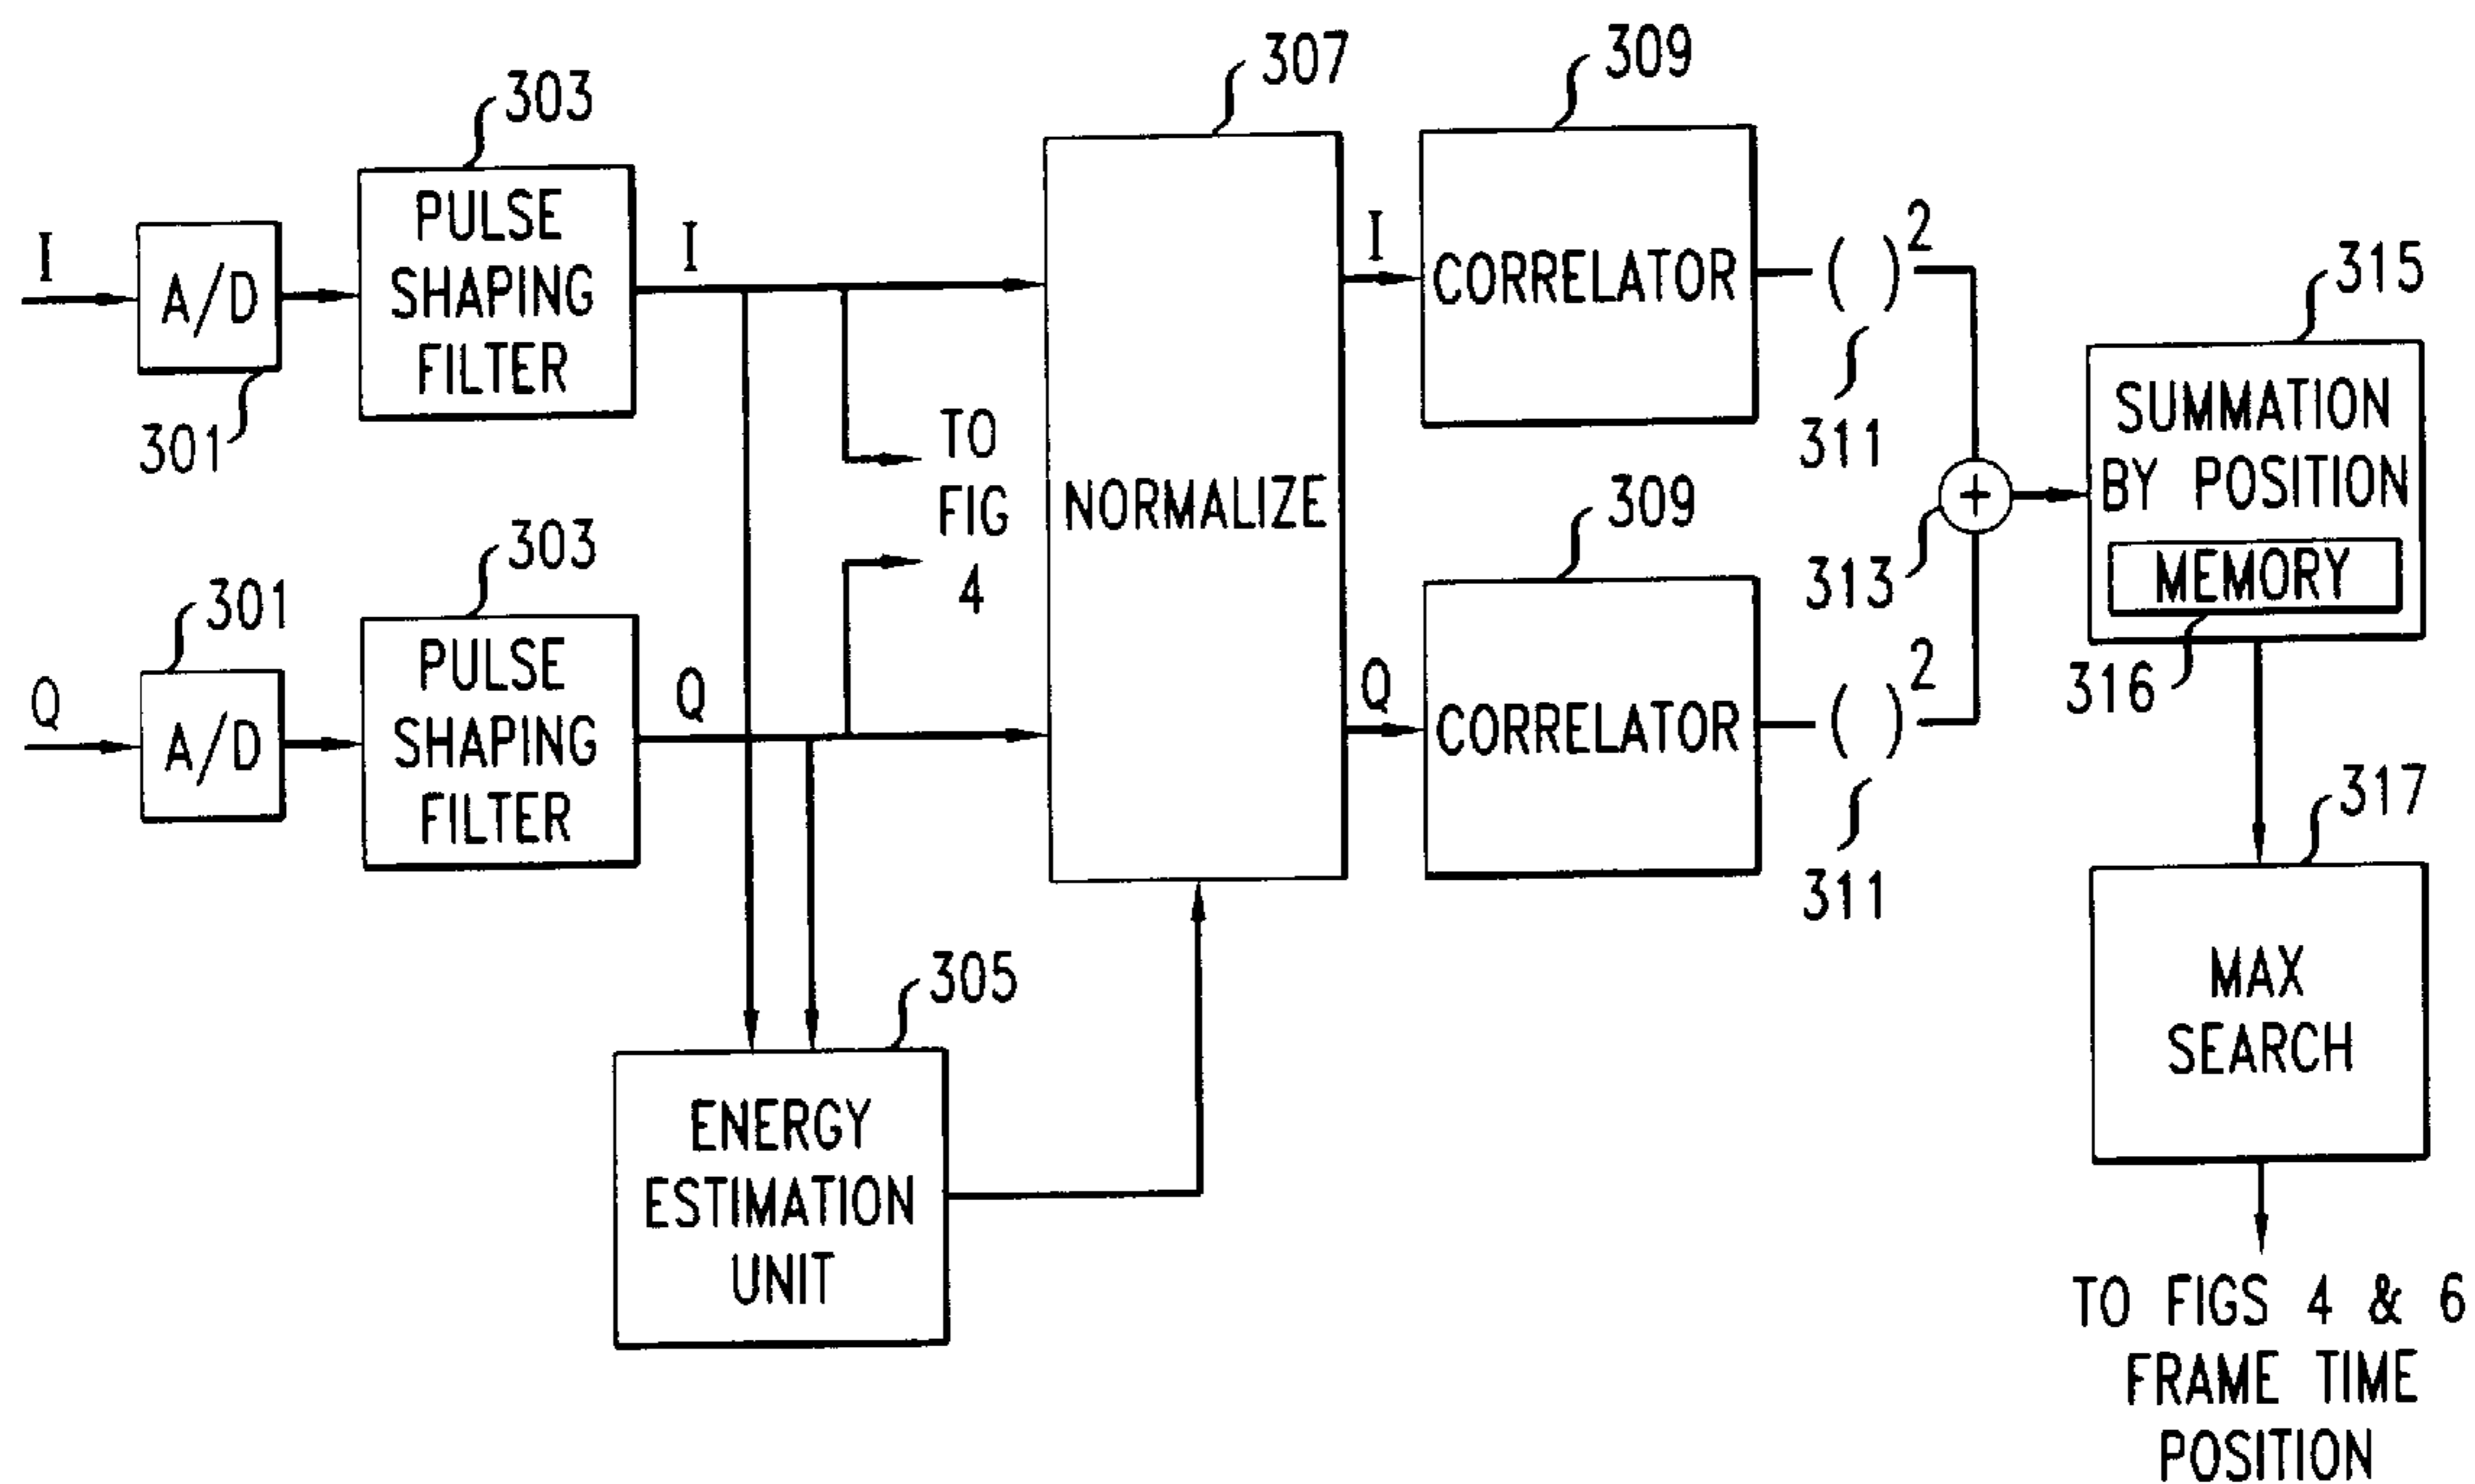 307
309
303
PULSE
SHAPING
FILTER
I
A/D
I
I
CORRELATOR
( )²
315
301
311
TO
FIG
4
NORMALIZE
SUMMATION
BY POSITION
MEMORY
+
313
316
303
309
301
PULSE
SHAPING
FILTER
Q
A/D
Q
Q
CORRELATOR
( )²
311
317
305
ENERGY
ESTIMATION
UNIT
MAX
SEARCH
TO FIGS 4 & 6
FRAME TIME
POSITION